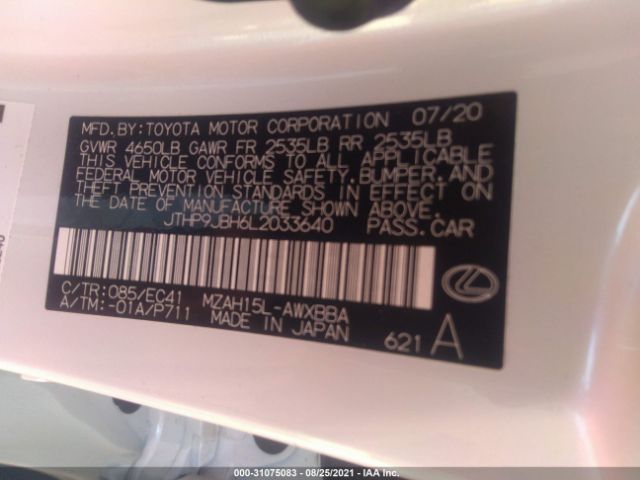 MFD. BY: TOYOTA MOTOR CORPORATION 07/20
GVWR 4650LB GAWR FR 2535LB RR 2535LB
THIS VEHICLE CONFORMS TO ALL APPLICABLE
FEDERAL MOTOR VEHICLE SAFETY, BUMPER, AND
THEFT PREVENTION STANDARDS IN EFFECT ON
THE DATE OF MANUFACTURE SHOWN ABOVE.
JTHP9JBH6L2033640 PASS.CAR
C/TR: 085/EC41 MZAH15L-AWXBBA
A/TM: -01A/P711 MADE IN JAPAN
621 A
000-31075083 - 08/25/2021 - IAA Inc.